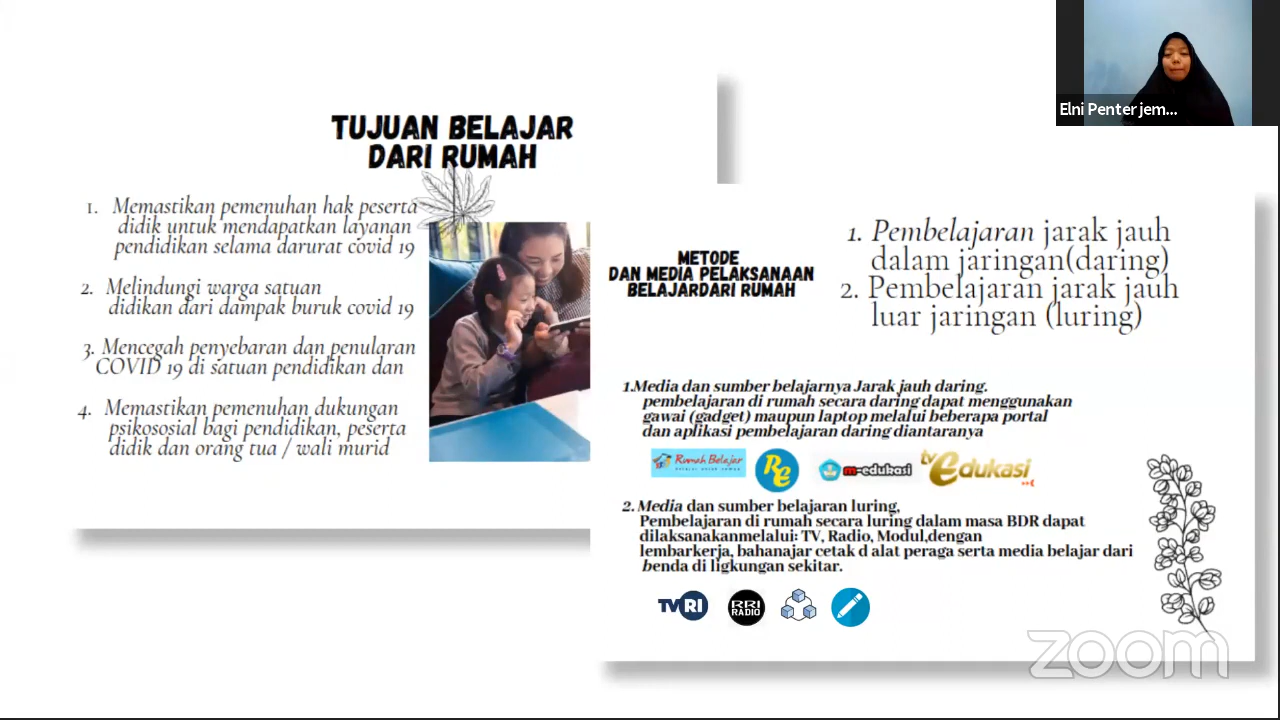 TUJUAN BELAJAR
DARI RUMAH
1. Memastikan pemenuhan hak peserta
didik untuk mendapatkan layanan
pendidikan selama darurat covid 19
2. Melindungi warga satuan
didikan dari dampak buruk covid 19
3. Mencegah penyebaran dan penularan
COVID 19 di satuan pendidikan dan
4. Memastikan pemenuhan dukungan
psikososial bagi pendidikan, peserta
didik dan orang tua / wali murid
METODE
DAN MEDIA PELAKSANAAN
BELAJARDARI RUMAH
1. Pembelajaran jarak jauh
dalam jaringan(daring)
2. Pembelajaran jarak jauh
luar jaringan (luring)
1.Media dan sumber belajarnya Jarak jauh daring.
pembelajaran di rumah secara daring dapat menggunakan
gawai (gadget) maupun laptop melalui beberapa portal
dan aplikasi pembelajaran daring diantaranya
Rumah Belajar
Re
m-edukasi
tv Edukasi
2. Media dan sumber belajaran luring,
Pembelajaran di rumah secara luring dalam masa BDR dapat
dilaksanakanmelalui: TV, Radio, Modul,dengan
lembarkerja, bahanajar cetak d alat peraga serta media belajar dari
benda di ligkungan sekitar.
TVRI
RRI
RADIO
Elni Penterjem...
zoom